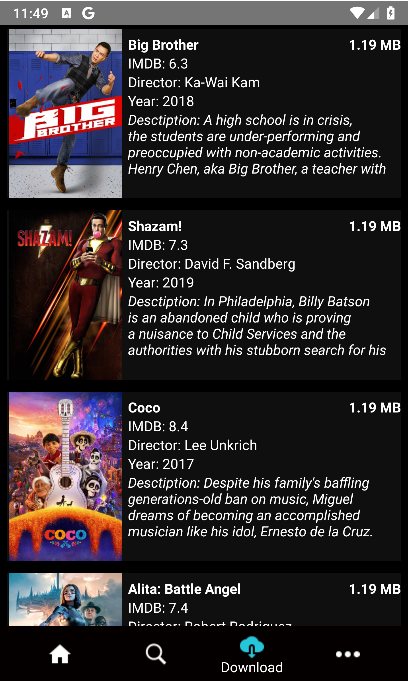 11:49 A G
Big Brother 1.19 MB
IMDB: 6.3
Director: Ka-Wai Kam
Year: 2018
Desctiption: A high school is in crisis,
the students are under-performing and
preoccupied with non-academic activities.
Henry Chen, aka Big Brother, a teacher with
BIG
BROTHER
Shazam! 1.19 MB
IMDB: 7.3
Director: David F. Sandberg
Year: 2019
Desctiption: In Philadelphia, Billy Batson
is an abandoned child who is proving
a nuisance to Child Services and the
authorities with his stubborn search for his
SHAZAM!
Coco 1.19 MB
IMDB: 8.4
Director: Lee Unkrich
Year: 2017
Desctiption: Despite his family's baffling
generations-old ban on music, Miguel
dreams of becoming an accomplished
musician like his idol, Ernesto de la Cruz.
COCO
Alita: Battle Angel 1.19 MB
IMDB: 7.4
Director: Robert Rodriguez
Download